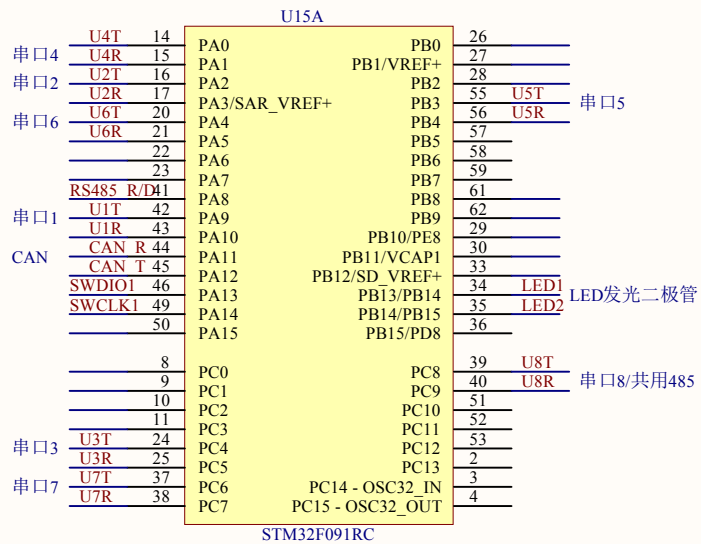 U15A
U4T 14 PA0 PB0 26
串口4 U4R 15 PA1 PB1/VREF+ 27
串口2 U2T 16 PA2 PB2 28
U2R 17 PA3/SAR_VREF+ PB3 55 U5T 串口5
串口6 U6T 20 PA4 PB4 56 U5R
U6R 21 PA5 PB5 57
22 PA6 PB6 58
23 PA7 PB7 59
RS485_R/D 41 PA8 PB8 61
串口1 U1T 42 PA9 PB9 62
U1R 43 PA10 PB10/PE8 29
CAN CAN_R 44 PA11 PB11/VCAP1 30
CAN_T 45 PA12 PB12/SD_VREF+ 33
SWDIO1 46 PA13 PB13/PB14 34 LED1 LED发光二极管
SWCLK1 49 PA14 PB14/PB15 35 LED2
50 PA15 PB15/PD8 36
8 PC0 PC8 39 U8T
9 PC1 PC9 40 U8R 串口8/共用485
10 PC2 PC10 51
11 PC3 PC11 52
串口3 U3T 24 PC4 PC12 53
U3R 25 PC5 PC13 2
串口7 U7T 37 PC6 PC14 - OSC32_IN 3
U7R 38 PC7 PC15 - OSC32_OUT 4
STM32F091RC